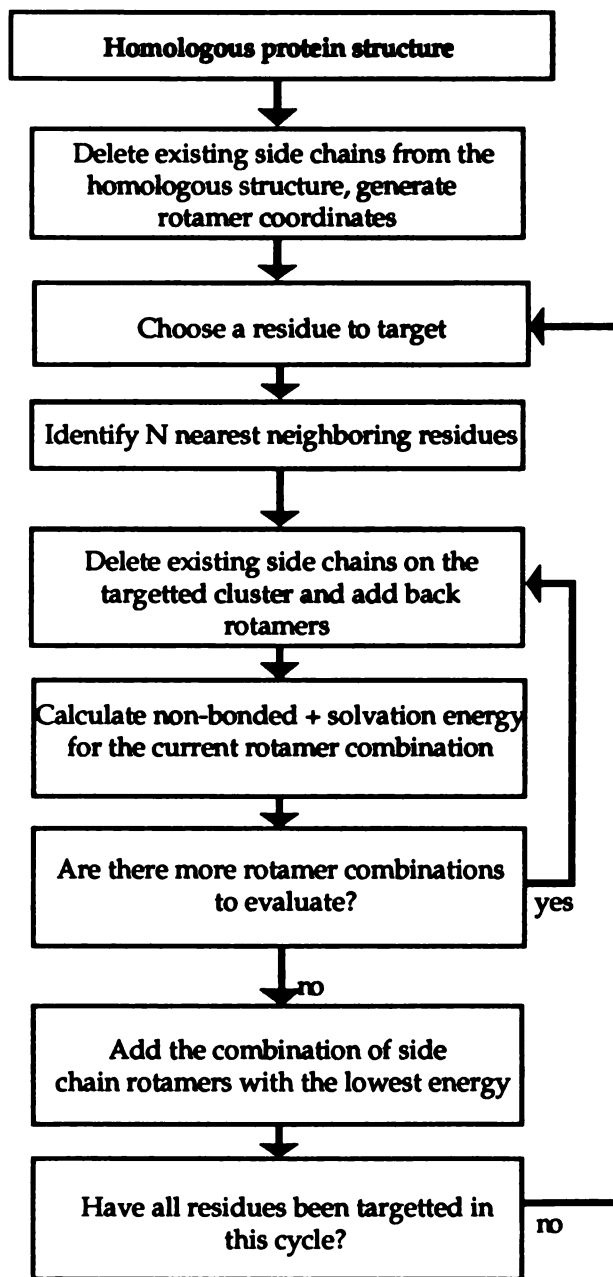 Homologous protein structure
Delete existing side chains from the
homologous structure, generate
rotamer coordinates
Choose a residue to target
Identify N nearest neighboring residues
Delete existing side chains on the
targetted cluster and add back
rotamers
Calculate non-bonded + solvation energy
for the current rotamer combination
Are there more rotamer combinations
to evaluate?
yes
no
Add the combination of side
chain rotamers with the lowest energy
Have all residues been targetted in
this cycle?
no